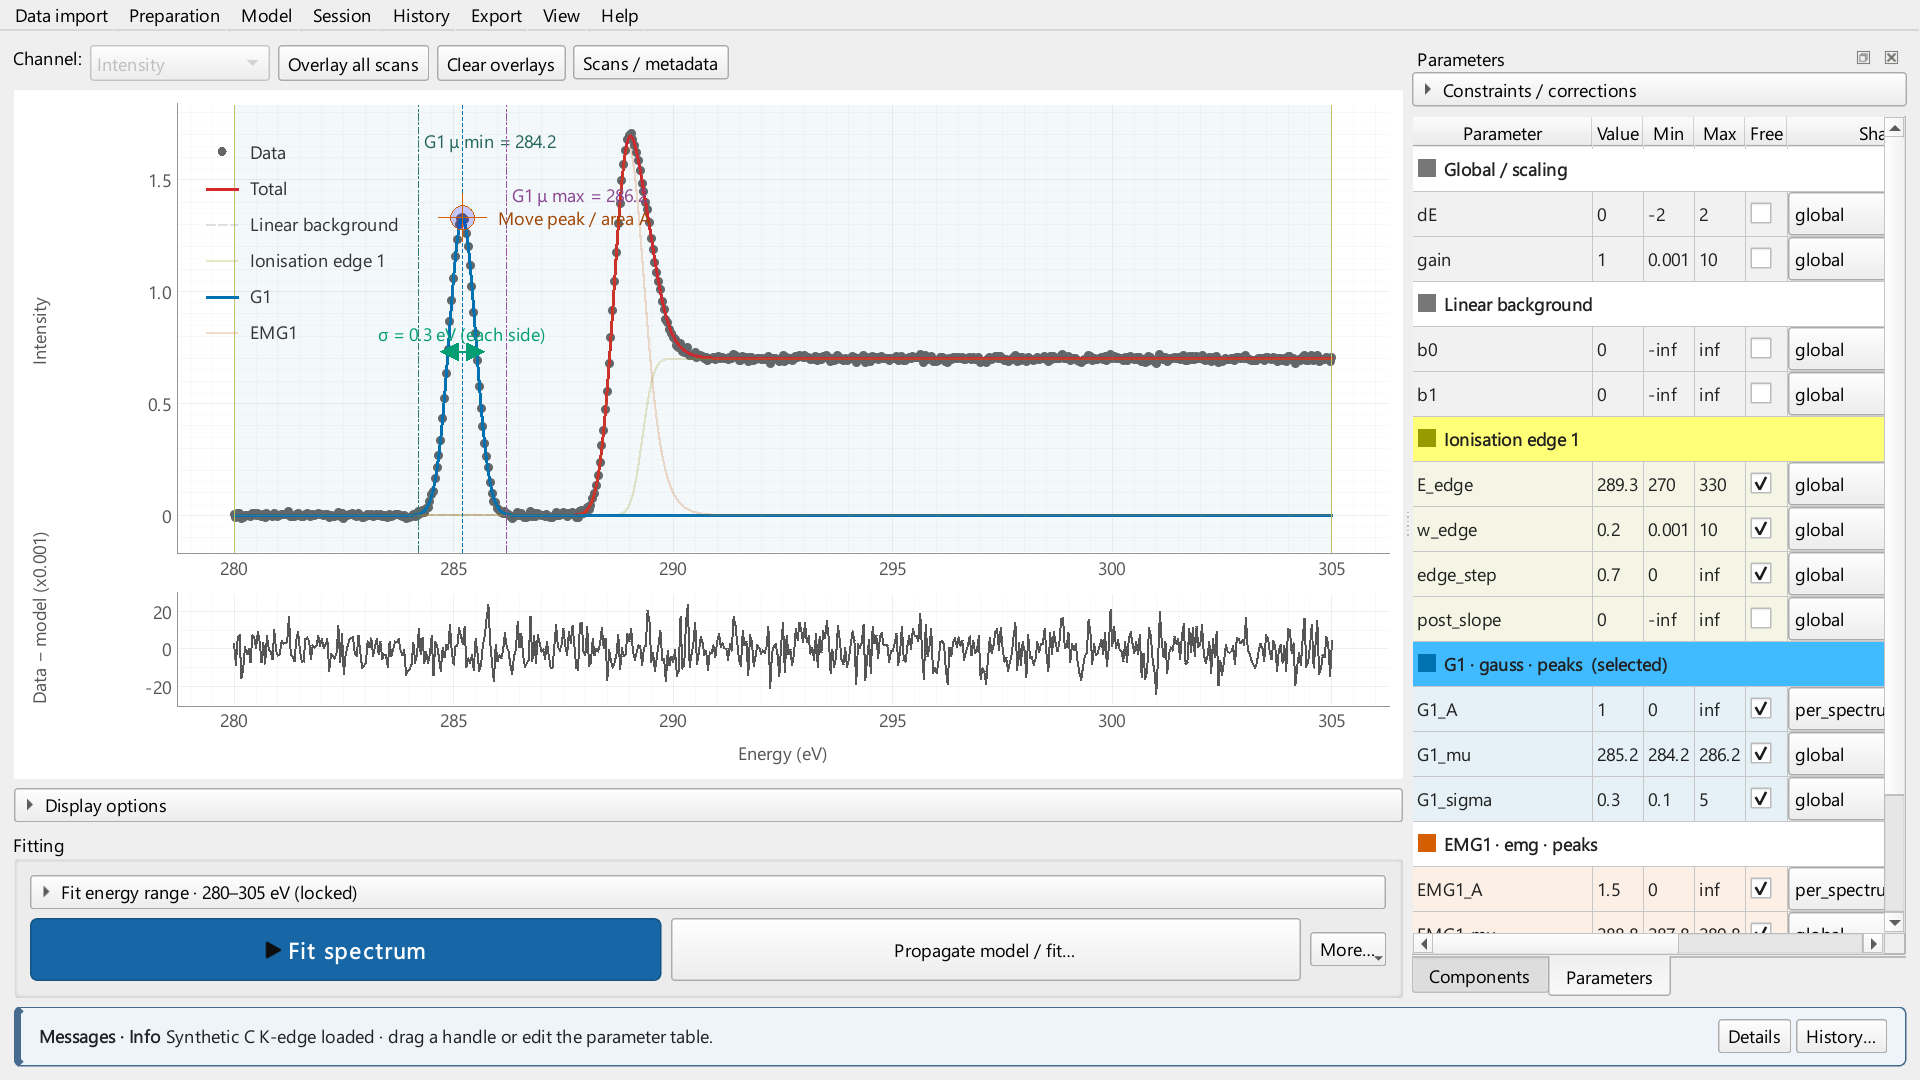 Data import Preparation Model Session History Export View Help
Channel: Intensity Overlay all scans Clear overlays Scans / metadata
Intensity
Data − model (x0.001)
G1 μ min = 284.2
G1 μ max = 286.2
Move peak / area A
σ = 0.3 eV (each side)
Data
Total
Linear background
Ionisation edge 1
G1
EMG1
1.5
1.0
0.5
0
280 285 290 295 300 305
20
0
-20
280 285 290 295 300 305
Energy (eV)
Display options
Fitting
Fit energy range · 280–305 eV (locked)
Fit spectrum
Propagate model / fit...
More...
Messages · Info Synthetic C K-edge loaded · drag a handle or edit the parameter table.
Details History...
Parameters
Constraints / corrections
Parameter Value Min Max Free Sha
Global / scaling
dE 0 -2 2 global
gain 1 0.001 10 global
Linear background
b0 0 -inf inf global
b1 0 -inf inf global
Ionisation edge 1
E_edge 289.3 270 330 global
w_edge 0.2 0.001 10 global
edge_step 0.7 0 inf global
post_slope 0 -inf inf global
G1 · gauss · peaks (selected)
G1_A 1 0 inf per_spectru
G1_mu 285.2 284.2 286.2 global
G1_sigma 0.3 0.1 5 global
EMG1 · emg · peaks
EMG1_A 1.5 0 inf per_spectru
Components Parameters